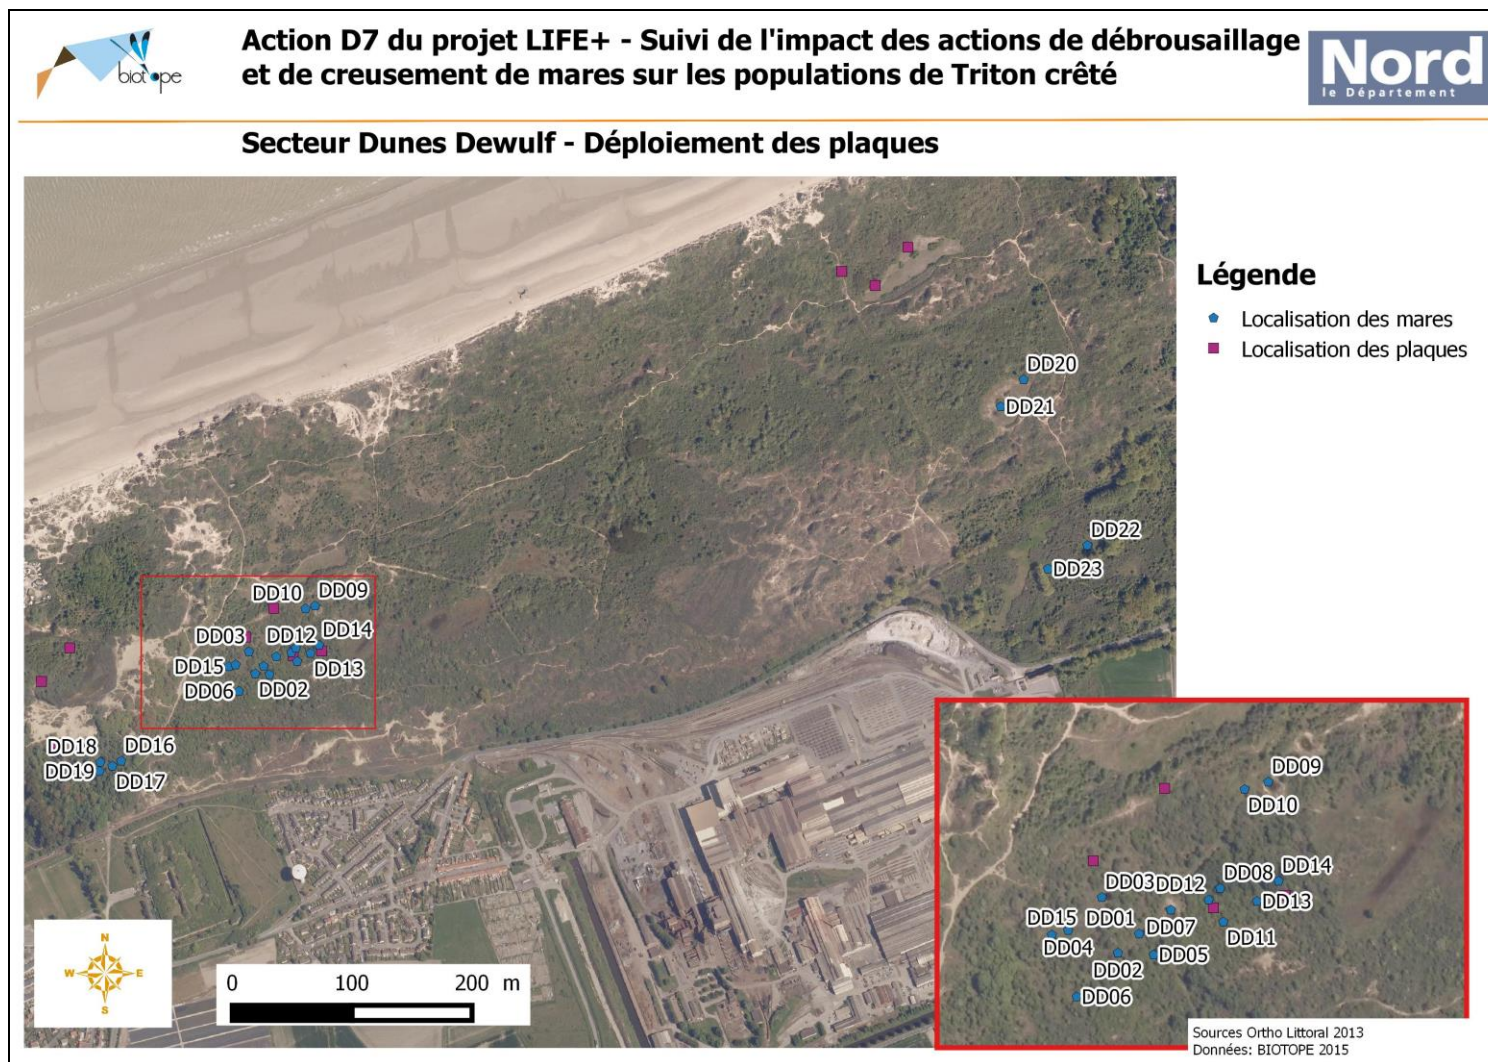 Action D7 du projet LIFE+ - Suivi de l'impact des actions de débrousaillage
et de creusement de mares sur les populations de Triton crêté
biotope
Nord
le Département
Secteur Dunes Dewulf - Déploiement des plaques
Légende
Localisation des mares
Localisation des plaques
DD20
DD21
DD22
DD23
DD10
DD09
DD03
DD12
DD14
DD15
DD13
DD06
DD02
DD18
DD16
DD19
DD17
DD09
DD10
DD08
DD14
DD03
DD12
DD13
DD15
DD01
DD07
DD11
DD04
DD02
DD05
DD06
N
W
E
S
0 100 200 m
Sources Ortho Littoral 2013
Données: BIOTOPE 2015